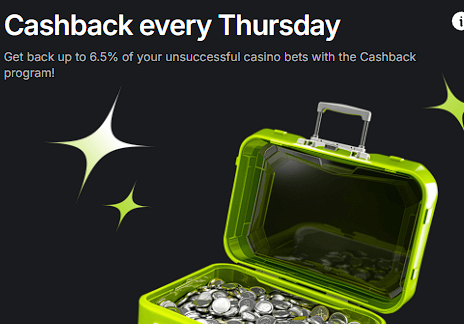 Cashback every Thursday
Get back up to 6.5% of your unsuccessful casino bets with the Cashback
program!